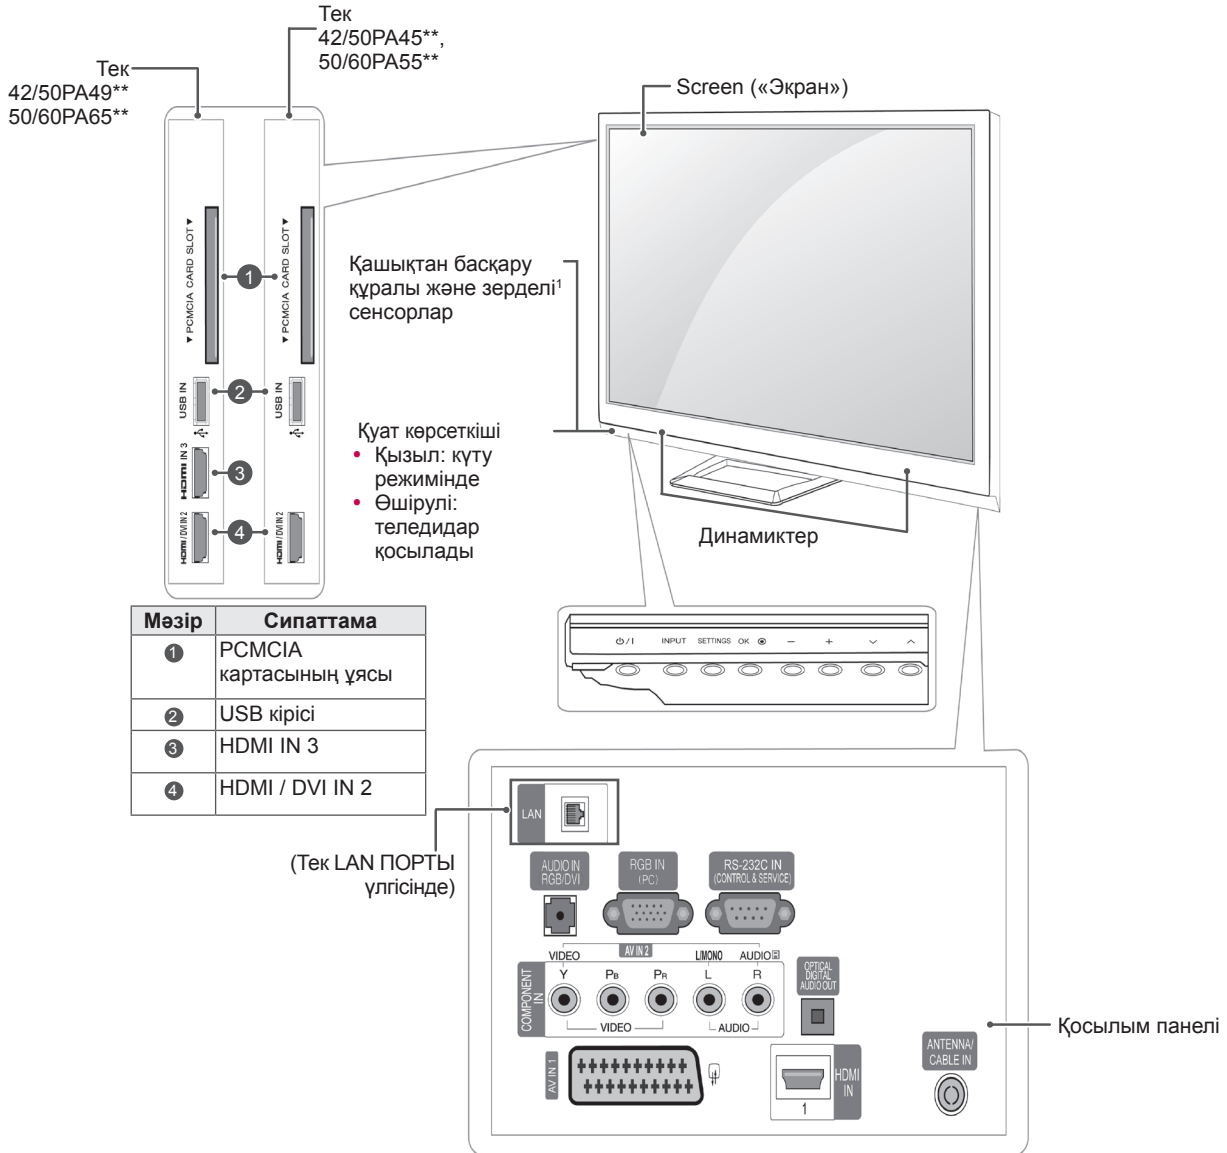 Тек
42/50PA45**,
50/60PA55**
Тек
42/50PA49**
50/60PA65**
Screen («Экран»)
▼PCMCIA CARD SLOT▼
▼PCMCIA CARD SLOT▼
1
USB IN
USB IN
2
HDMI IN 3
3
HDMI/DVI IN 2
HDMI/DVI IN 2
4
Қашықтан басқару
құралы және зерделі¹
сенсорлар
Қуат көрсеткіші
• Қызыл: күту
режимінде
• Өшірулі:
теледидар
қосылады
Динамиктер
Мәзір Сипаттама
1 PCMCIA
картасының ұясы
2 USB кірісі
3 HDMI IN 3
4 HDMI / DVI IN 2
⏻/I INPUT SETTINGS OK ⦿ − + ∨ ∧
LAN
(Тек LAN ПОРТЫ
үлгісінде)
AUDIO IN
RGB/DVI
RGB IN
(PC)
RS-232C IN
(CONTROL & SERVICE)
VIDEO AV IN 2 L/MONO AUDIO
COMPONENT
IN
Y PB PR L R
VIDEO AUDIO
OPTICAL
DIGITAL
AUDIO OUT
AV IN 1
HDMI
IN
1
ANTENNA/
CABLE IN
Қосылым панелі